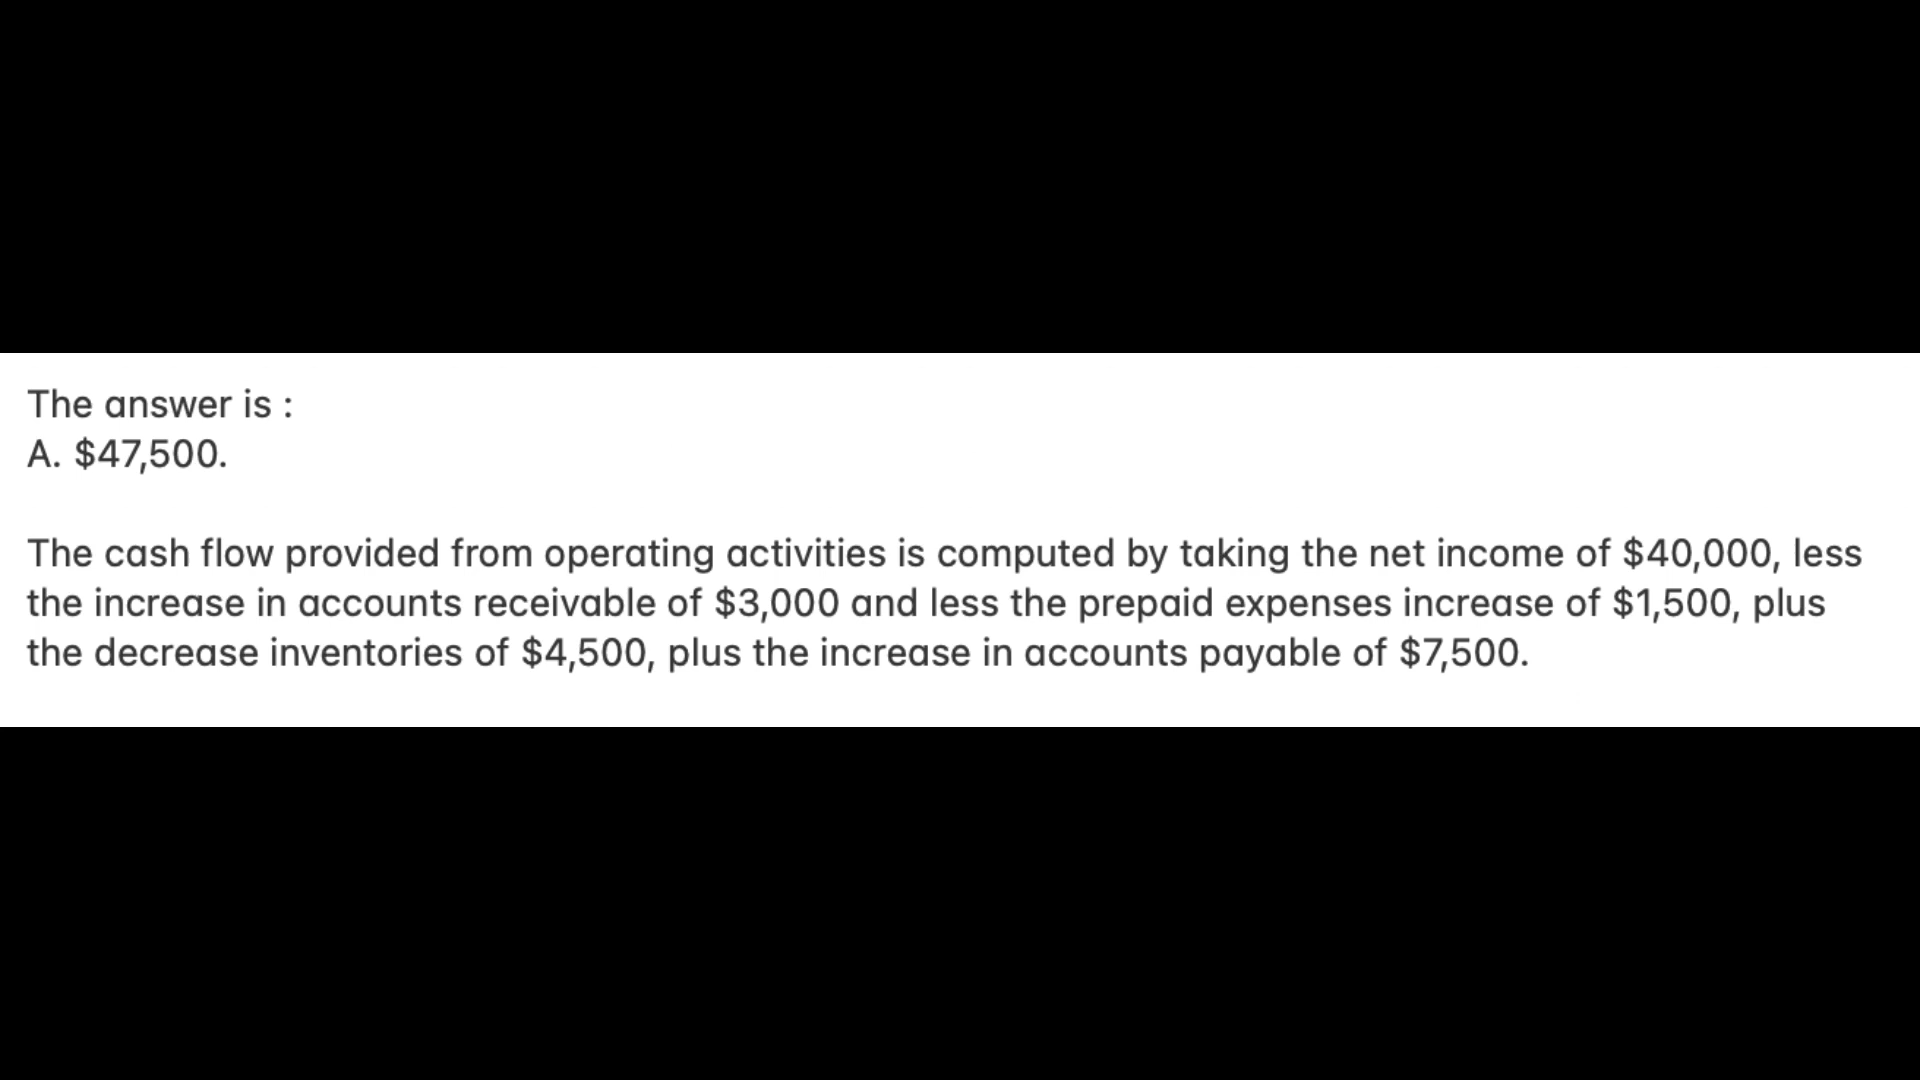 The answer is :
A. $47,500.
The cash flow provided from operating activities is computed by taking the net income of $40,000, less
the increase in accounts receivable of $3,000 and less the prepaid expenses increase of $1,500, plus
the decrease inventories of $4,500, plus the increase in accounts payable of $7,500.